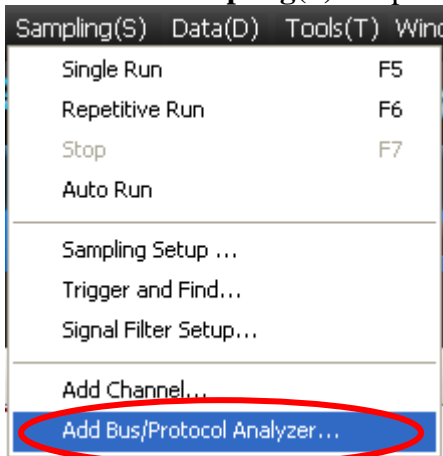 Sampling(S) Data(D) Tools(T)
Single Run F5
Repetitive Run F6
Stop F7
Auto Run
Sampling Setup ...
Trigger and Find...
Signal Filter Setup...
Add Channel...
Add Bus/Protocol Analyzer...